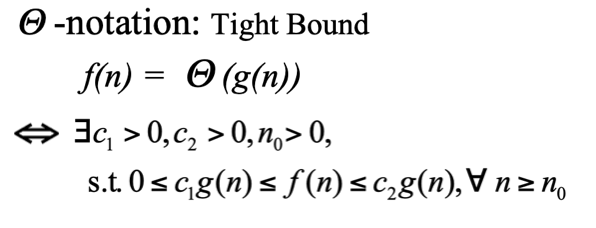 Θ -notation: Tight Bound
f(n) = Θ (g(n))
⇔ ∃c₁ > 0, c₂ > 0, n₀ > 0,
s.t. 0 ≤ c₁g(n) ≤ f(n) ≤ c₂g(n), ∀ n ≥ n₀